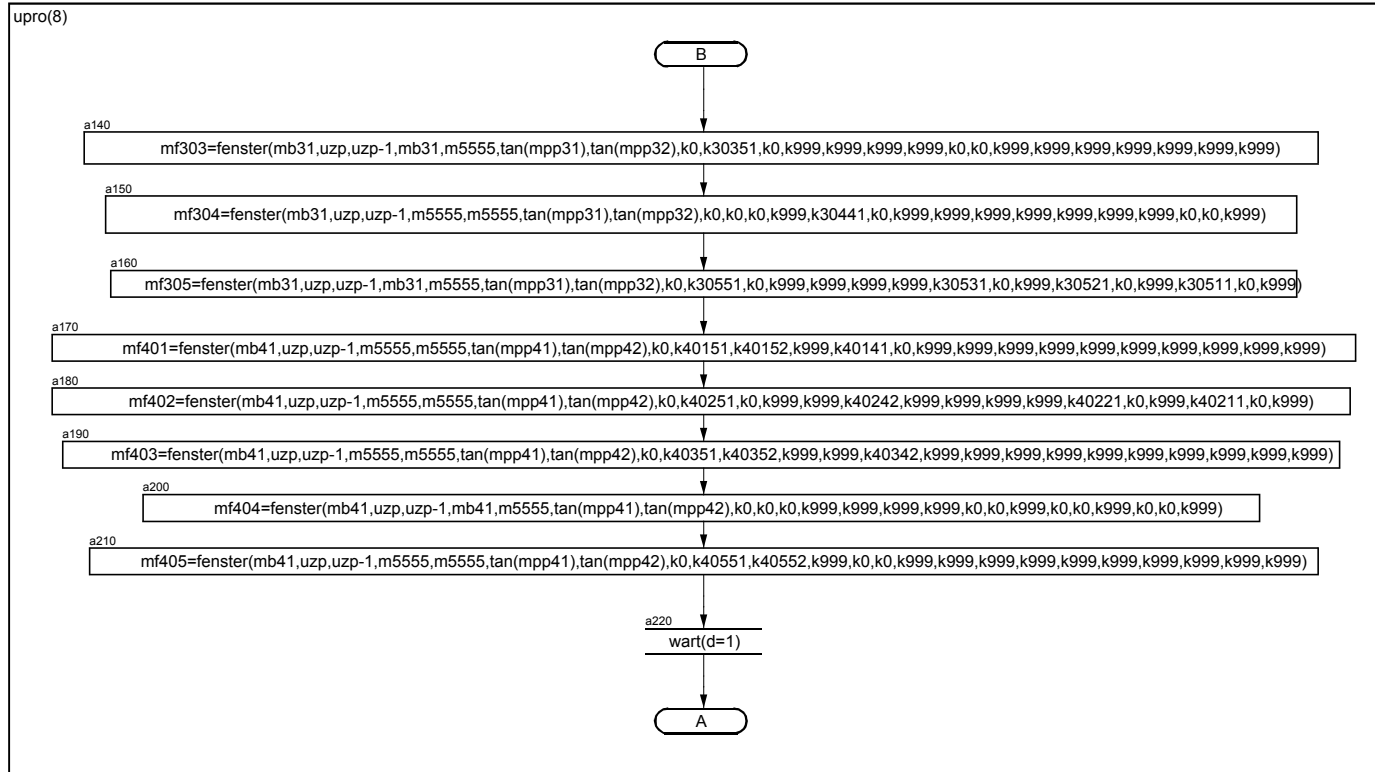 upro(8)
B
a140
mf303=fenster(mb31,uzp,uzp-1,mb31,m5555,tan(mpp31),tan(mpp32),k0,k30351,k0,k999,k999,k999,k999,k0,k0,k999,k999,k999,k999,k999,k999,k999)
a150
mf304=fenster(mb31,uzp,uzp-1,m5555,m5555,tan(mpp31),tan(mpp32),k0,k0,k0,k999,k30441,k0,k999,k999,k999,k999,k999,k999,k999,k0,k0,k999)
a160
mf305=fenster(mb31,uzp,uzp-1,mb31,m5555,tan(mpp31),tan(mpp32),k0,k30551,k0,k999,k999,k999,k999,k30531,k0,k999,k30521,k0,k999,k30511,k0,k999)
a170
mf401=fenster(mb41,uzp,uzp-1,m5555,m5555,tan(mpp41),tan(mpp42),k0,k40151,k40152,k999,k40141,k0,k999,k999,k999,k999,k999,k999,k999,k999,k999,k999)
a180
mf402=fenster(mb41,uzp,uzp-1,m5555,m5555,tan(mpp41),tan(mpp42),k0,k40251,k0,k999,k999,k40242,k999,k999,k999,k999,k40221,k0,k999,k40211,k0,k999)
a190
mf403=fenster(mb41,uzp,uzp-1,m5555,m5555,tan(mpp41),tan(mpp42),k0,k40351,k40352,k999,k999,k40342,k999,k999,k999,k999,k999,k999,k999,k999,k999,k999)
a200
mf404=fenster(mb41,uzp,uzp-1,mb41,m5555,tan(mpp41),tan(mpp42),k0,k0,k0,k999,k999,k999,k999,k0,k0,k999,k0,k0,k999,k0,k0,k999)
a210
mf405=fenster(mb41,uzp,uzp-1,m5555,m5555,tan(mpp41),tan(mpp42),k0,k40551,k40552,k999,k0,k0,k999,k999,k999,k999,k999,k999,k999,k999,k999,k999)
a220
wart(d=1)
A